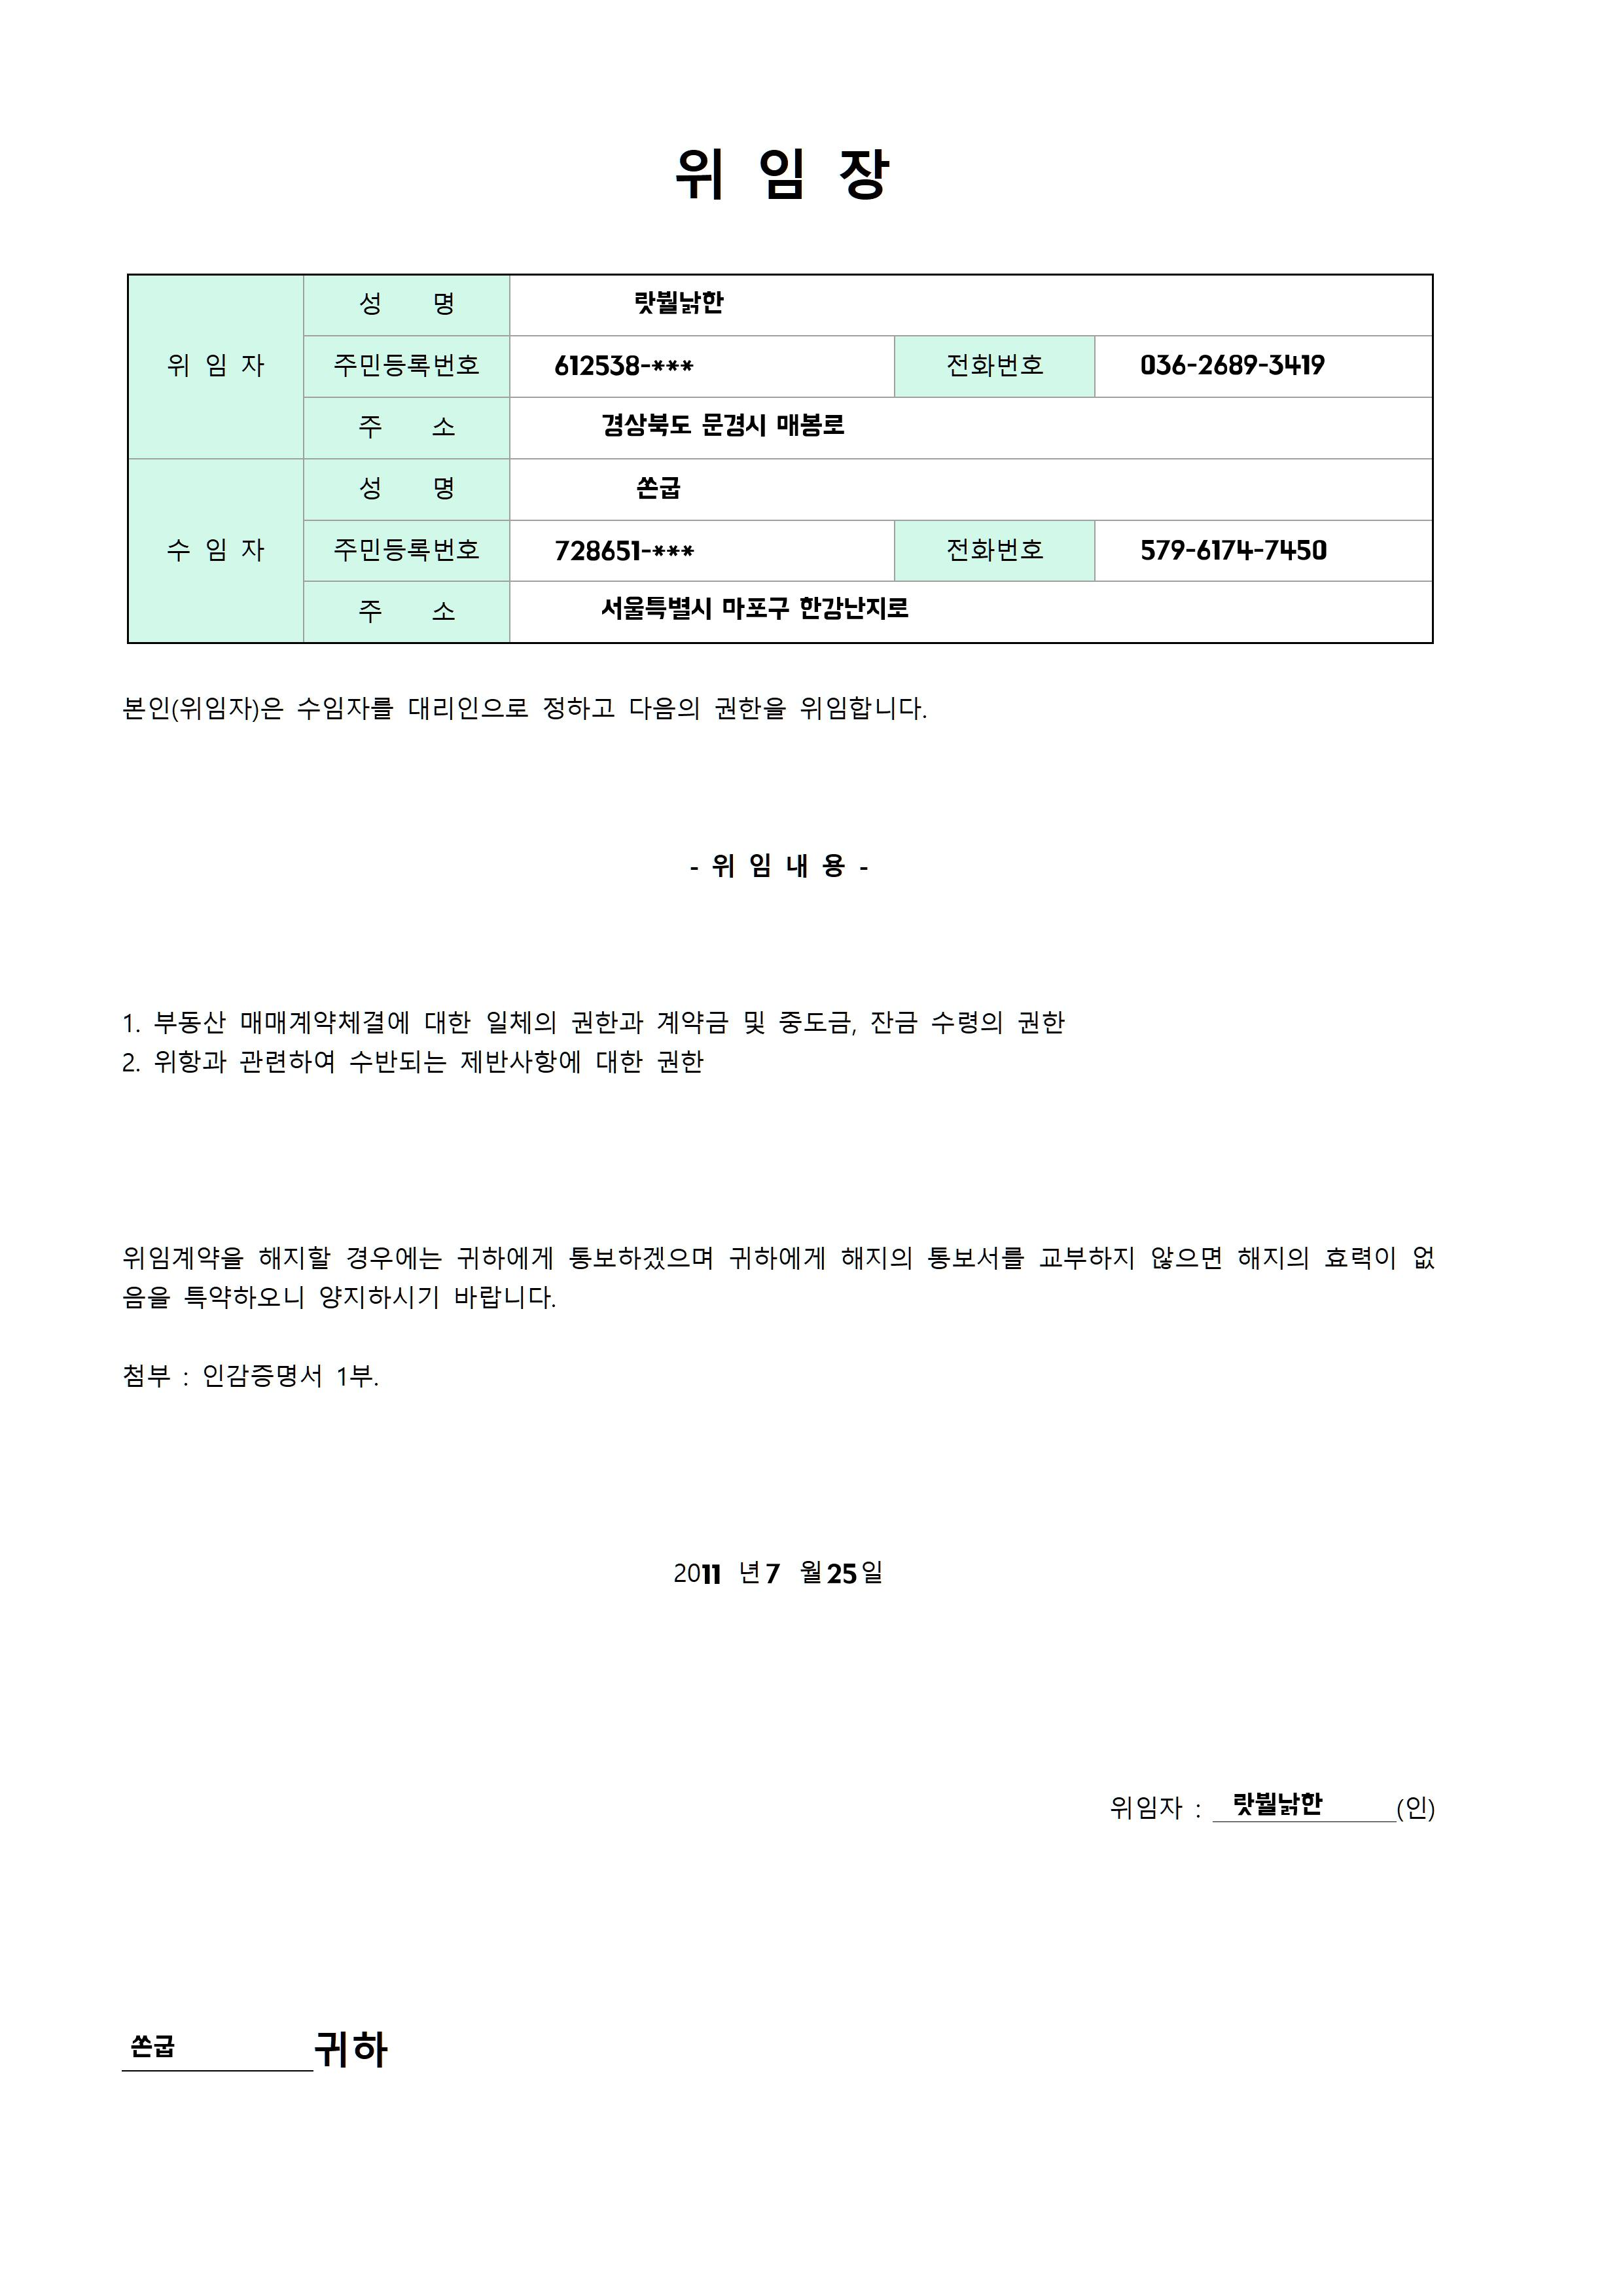 위 임 장
위 임 자
성 명 랏뷀낡한
주민등록번호 612538-*** 전화번호 036-2689-3419
주 소 경상북도 문경시 매봉로
수 임 자
성 명 쏜굽
주민등록번호 728651-*** 전화번호 579-6174-7450
주 소 서울특별시 마포구 한강난지로
본인(위임자)은 수임자를 대리인으로 정하고 다음의 권한을 위임합니다.
- 위 임 내 용 -
1. 부동산 매매계약체결에 대한 일체의 권한과 계약금 및 중도금, 잔금 수령의 권한
2. 위항과 관련하여 수반되는 제반사항에 대한 권한
위임계약을 해지할 경우에는 귀하에게 통보하겠으며 귀하에게 해지의 통보서를 교부하지 않으면 해지의 효력이 없
음을 특약하오니 양지하시기 바랍니다.
첨부 : 인감증명서 1부.
2011 년 7 월 25 일
위임자 : 랏뷀낡한 (인)
쏜굽 귀하